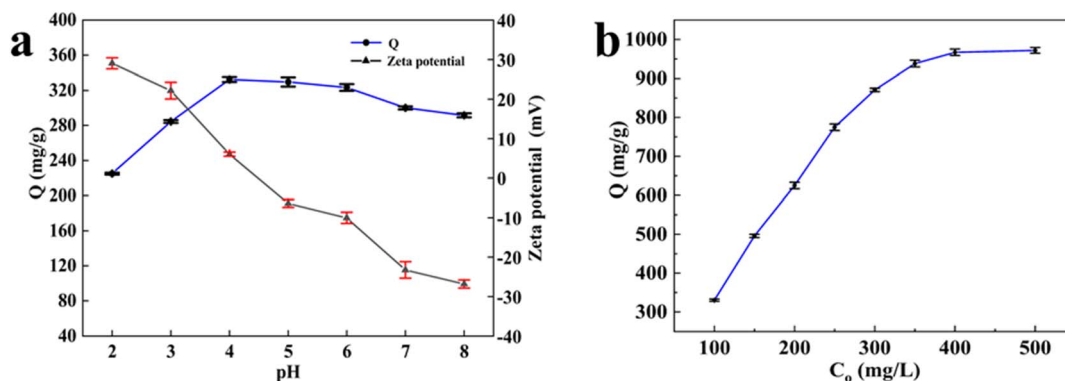 a
400
360
320
280
240
200
160
120
80
40
Q (mg/g)
Q
Zeta potential
40
30
20
10
0
-10
-20
-30
-40
Zeta potential (mV)
2 3 4 5 6 7 8
pH
b
1000
900
800
700
600
500
400
300
Q (mg/g)
100 200 300 400 500
Co (mg/L)